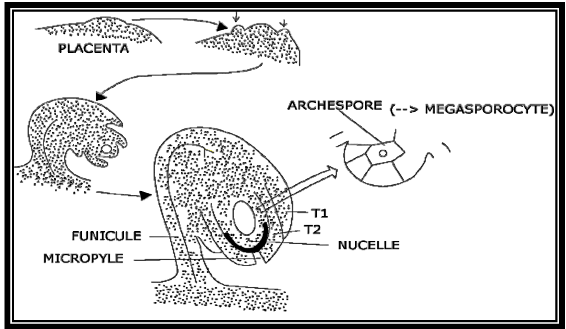 PLACENTA
ARCHESPORE (--> MEGASPOROCYTE)
T1
T2
FUNICULE
NUCELLE
MICROPYLE